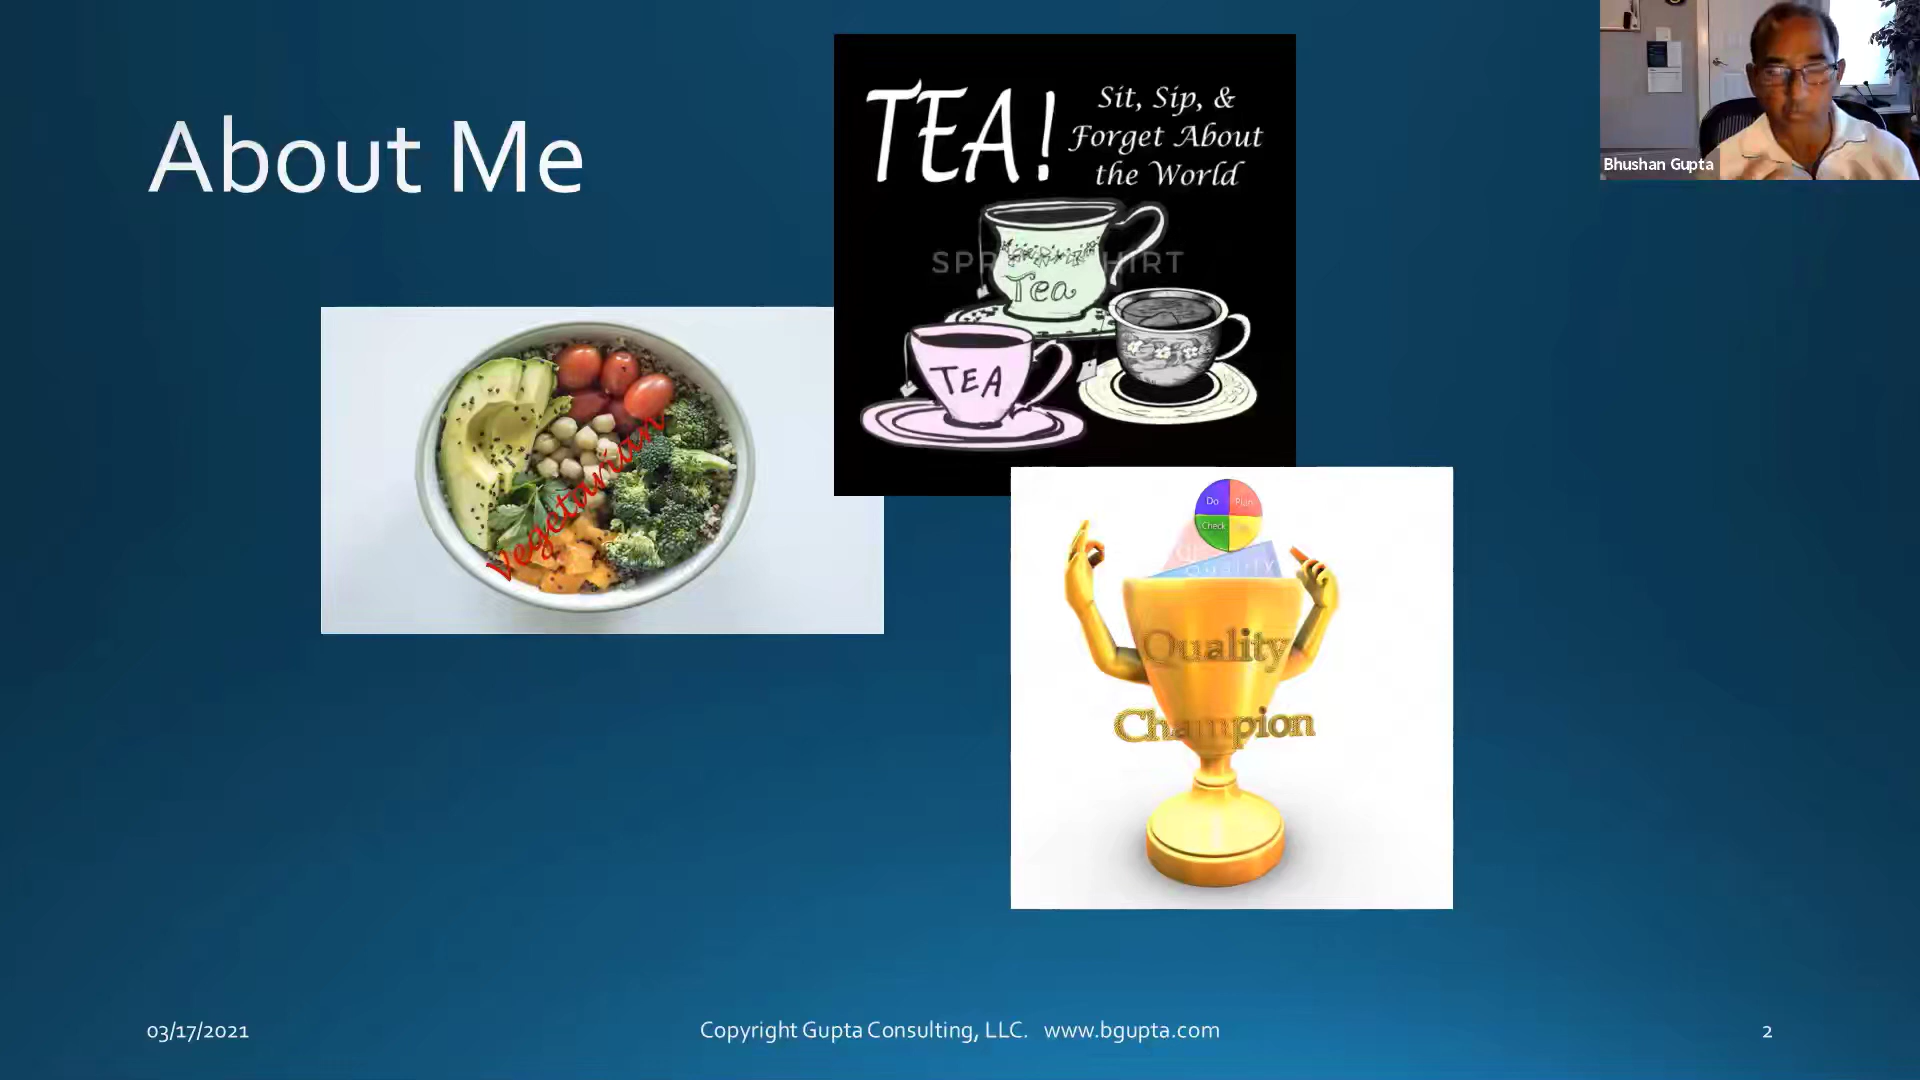 About Me
TEA!
Sit, Sip, &
Forget About
the World
Tea
TEA
Vegetarian
Do
Plan
Check
Quality
Quality
Champion
Bhushan Gupta
03/17/2021
Copyright Gupta Consulting, LLC. www.bgupta.com
2